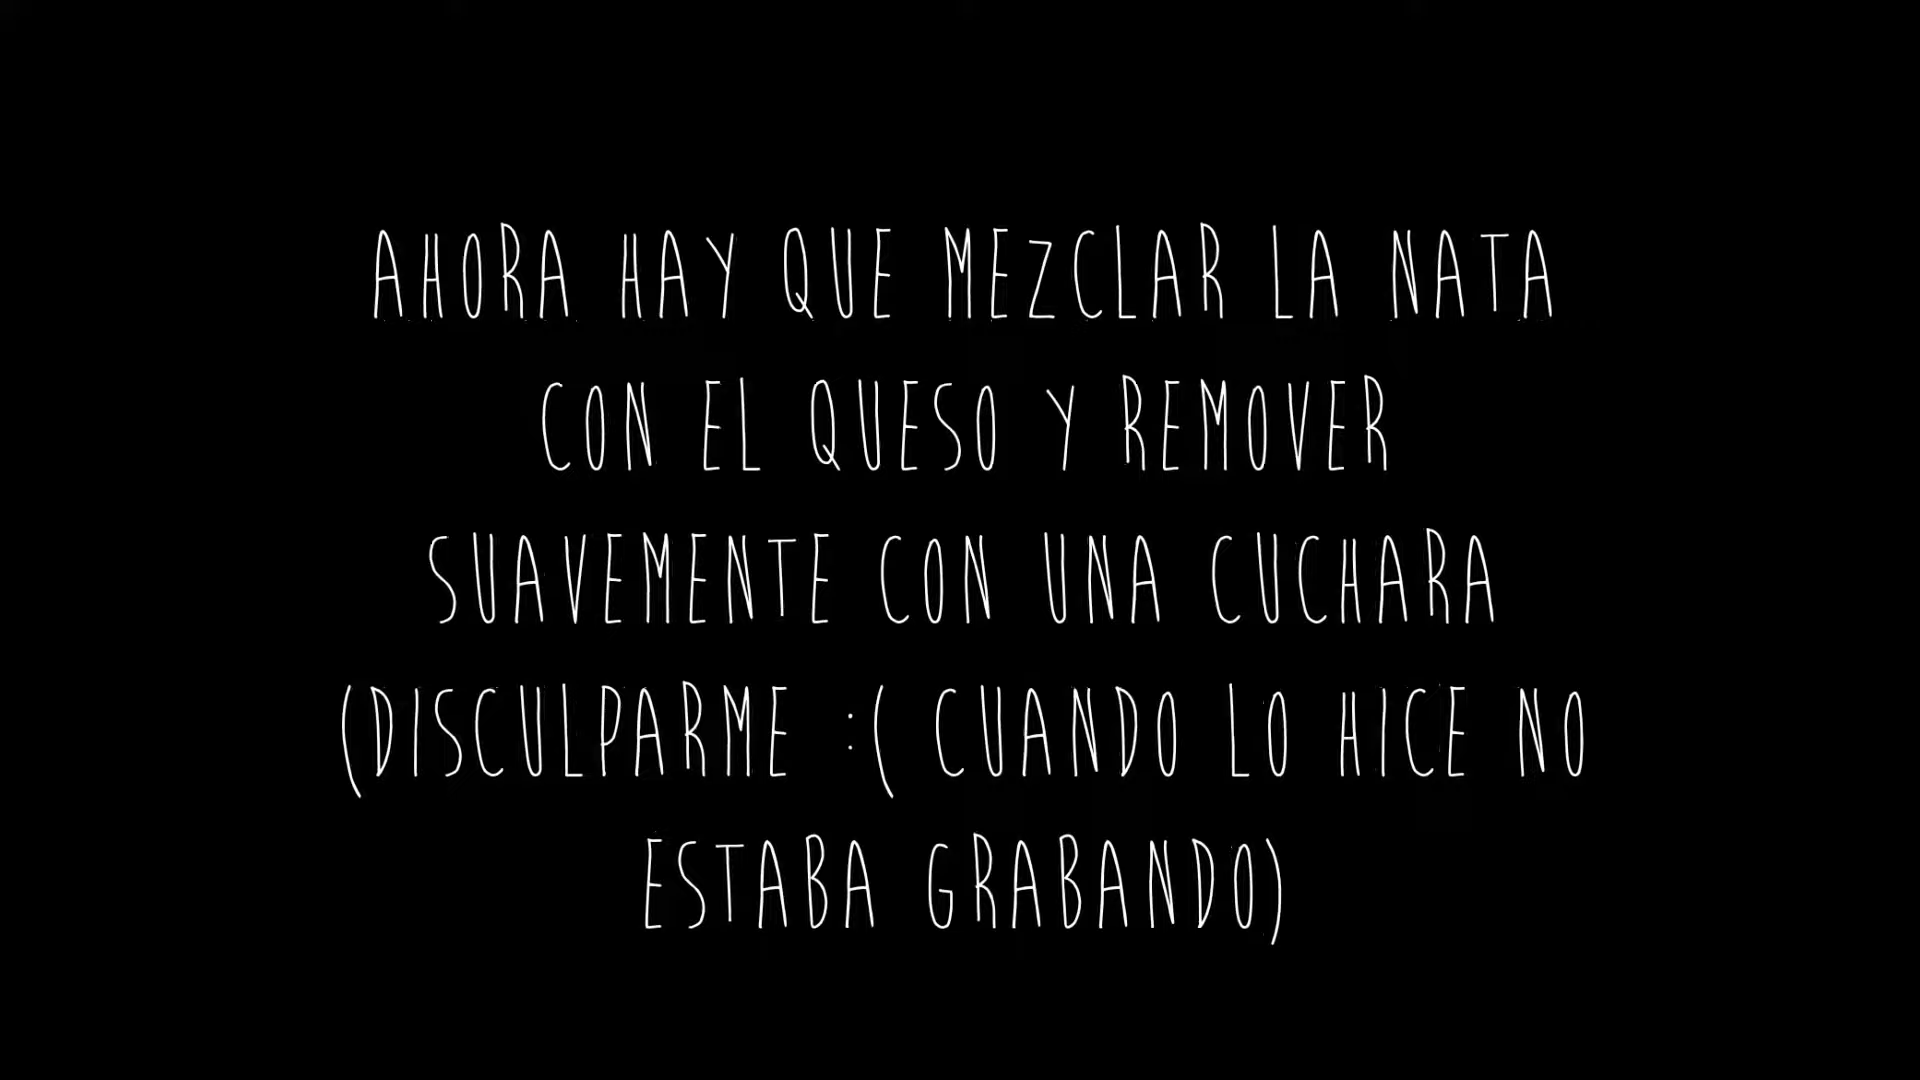 AHORA HAY QUE MEZCLAR LA NATA
CON EL QUESO Y REMOVER
SUAVEMENTE CON UNA CUCHARA
(DISCULPARME :( CUANDO LO HICE NO
ESTABA GRABANDO)